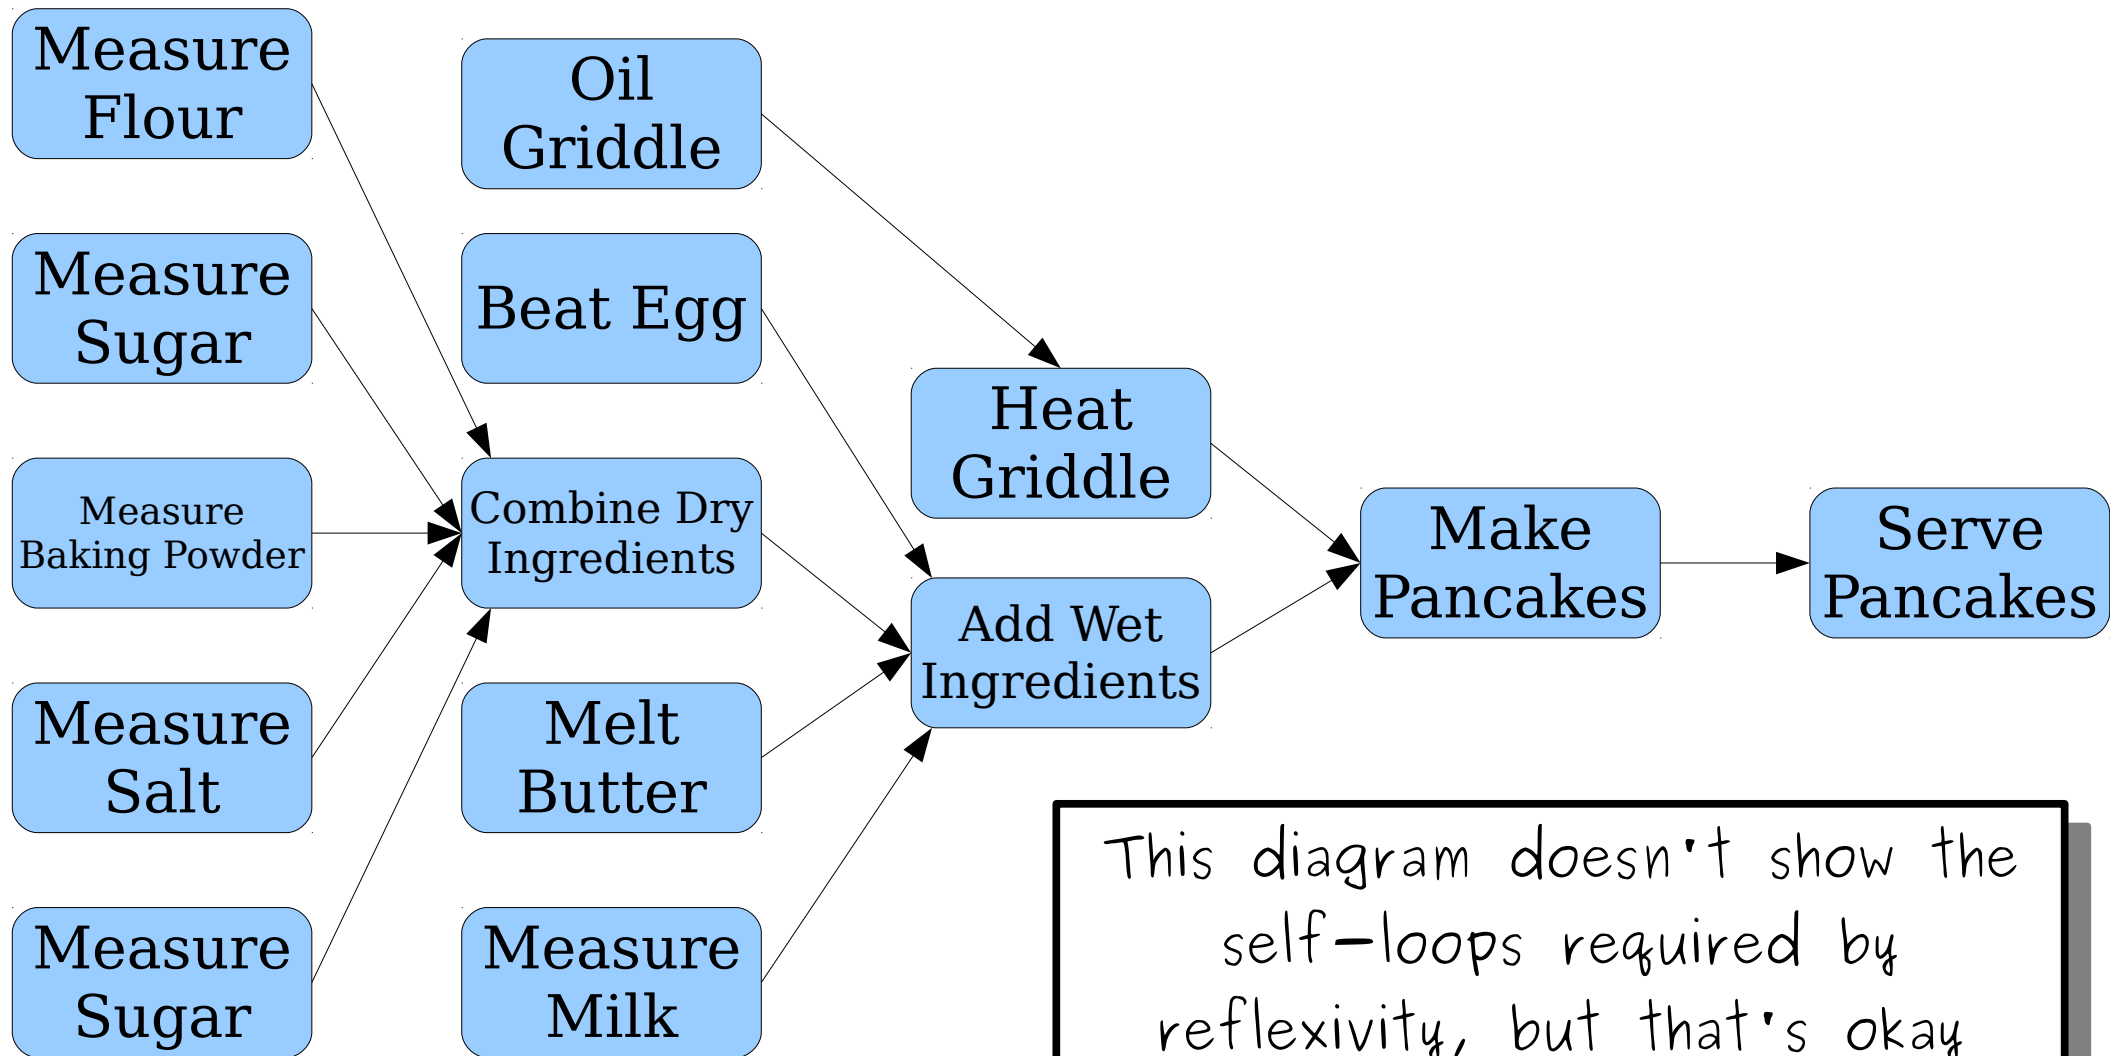 Measure
Flour
Oil
Griddle
Measure
Sugar
Beat Egg
Heat
Griddle
Measure
Baking Powder
Combine Dry
Ingredients
Make
Pancakes
Serve
Pancakes
Add Wet
Ingredients
Measure
Salt
Melt
Butter
Measure
Sugar
Measure
Milk
This diagram doesn't show the
self-loops required by
reflexivity, but that's okay